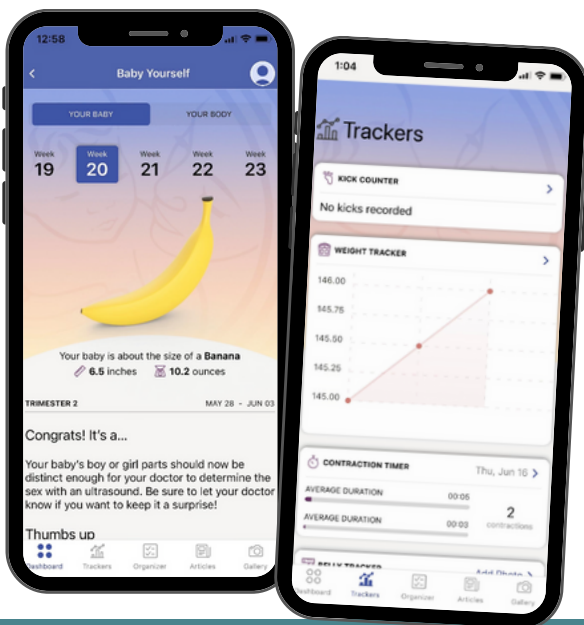 12:58
Baby Yourself
YOUR BABY
YOUR BODY
Week
19
Week
20
Week
21
Week
22
Week
23
Your baby is about the size of a Banana
6.5 inches
10.2 ounces
TRIMESTER 2
MAY 28 - JUN 03
Congrats! It's a...
Your baby's boy or girl parts should now be
distinct enough for your doctor to determine the
sex with an ultrasound. Be sure to let your doctor
know if you want to keep it a surprise!
Thumbs up
Dashboard
Trackers
Organizer
Articles
Gallery
1:04
Trackers
KICK COUNTER
No kicks recorded
WEIGHT TRACKER
146.00
145.75
145.50
145.25
145.00
CONTRACTION TIMER
Thu, Jun 16
AVERAGE DURATION
00:05
AVERAGE DURATION
00:03
2
contractions
BELLY TRACKER
Add Photo
Dashboard
Trackers
Organizer
Articles
Gallery